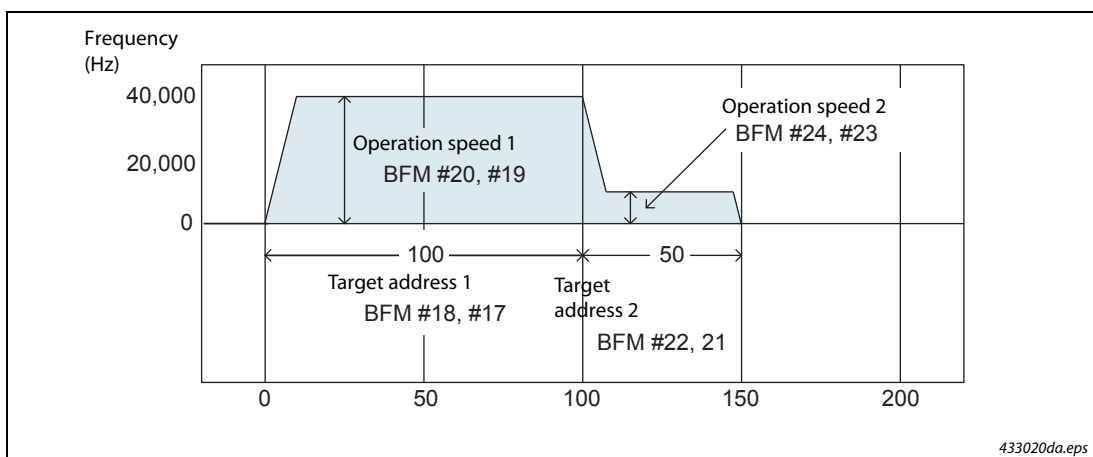 Frequency
(Hz)
40,000
20,000
0
Operation speed 1
BFM #20, #19
Operation speed 2
BFM #24, #23
100
50
Target address 1
BFM #18, #17
Target
address 2
BFM #22, 21
0
50
100
150
200
433020da.eps